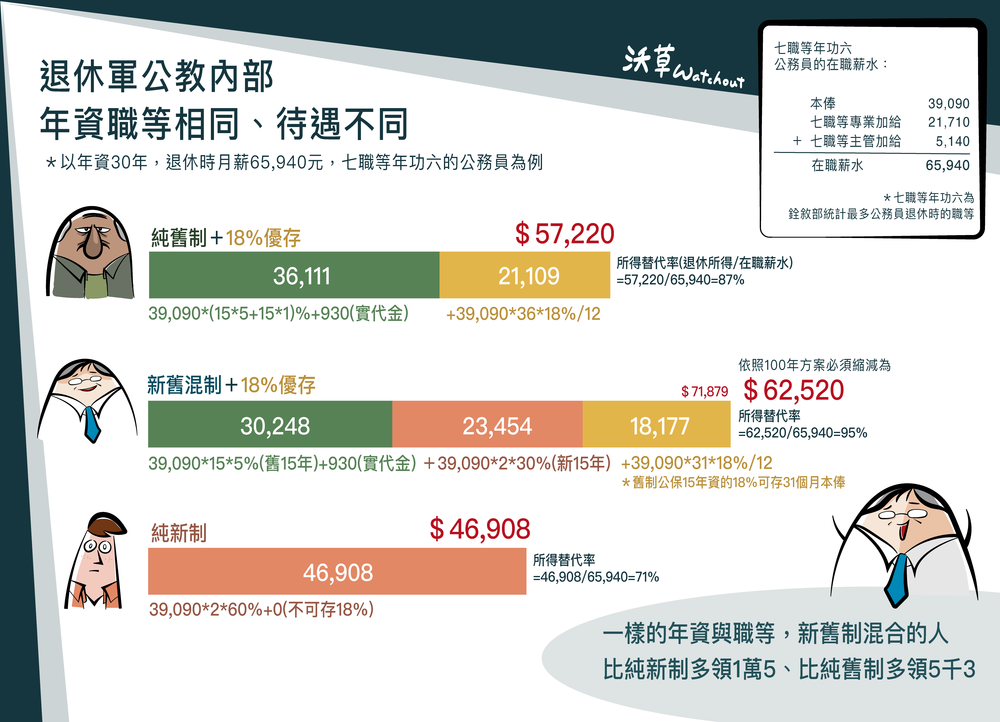 退休軍公教內部
年資職等相同、待遇不同
＊以年資30年，退休時月薪65,940元，七職等年功六的公務員為例
沃草 Watchout
七職等年功六
公務員的在職薪水：
本俸 39,090
七職等專業加給 21,710
＋ 七職等主管加給 5,140
在職薪水 65,940
＊七職等年功六為
銓敘部統計最多公務員退休時的職等
純舊制＋18%優存
$57,220
36,111
21,109
所得替代率(退休所得/在職薪水)
=57,220/65,940=87%
39,090*(15*5+15*1)%+930(實代金)
+39,090*36*18%/12
新舊混制＋18%優存
$71,879
依照100年方案必須縮減為
$62,520
30,248
23,454
18,177
所得替代率
=62,520/65,940=95%
39,090*15*5%(舊15年)+930(實代金)
＋39,090*2*30%(新15年)
+39,090*31*18%/12
＊舊制公保15年資的18%可存31個月本俸
純新制
$46,908
46,908
所得替代率
=46,908/65,940=71%
39,090*2*60%+0(不可存18%)
一樣的年資與職等，新舊制混合的人
比純新制多領1萬5、比純舊制多領5千3